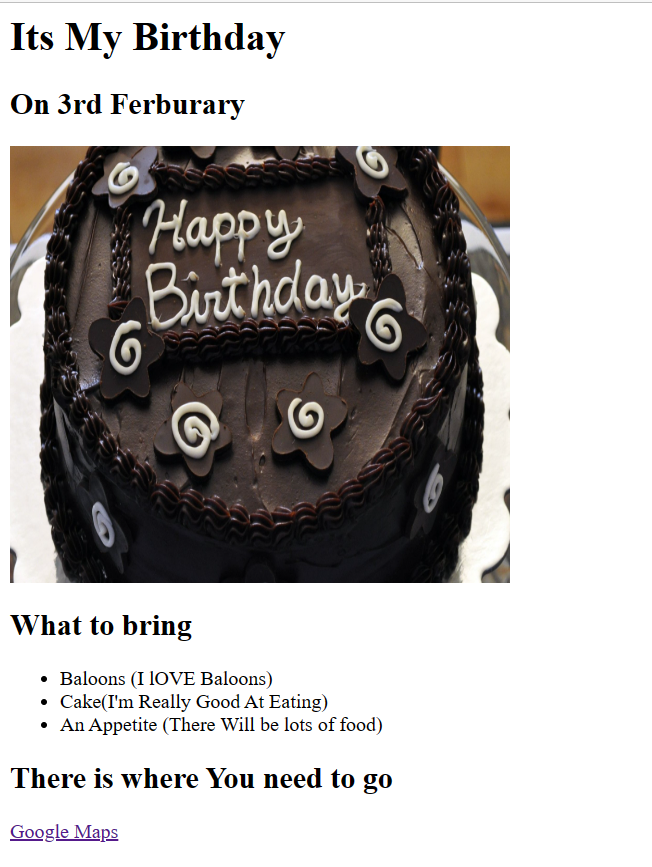 Its My Birthday
On 3rd Ferburary
Happy
Birthday
What to bring
Baloons (I lOVE Baloons)
Cake(I'm Really Good At Eating)
An Appetite (There Will be lots of food)
There is where You need to go
Google Maps